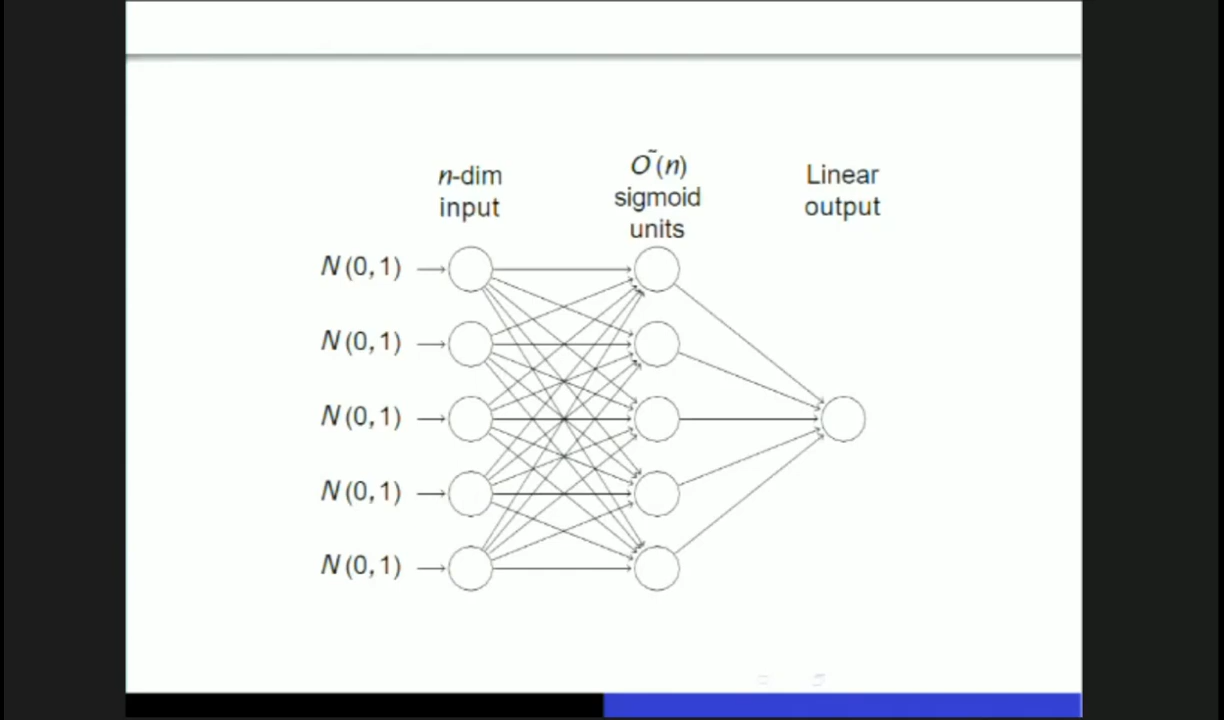 n-dim
input
Õ(n)
sigmoid
units
Linear
output
N(0,1)
N(0,1)
N(0,1)
N(0,1)
N(0,1)